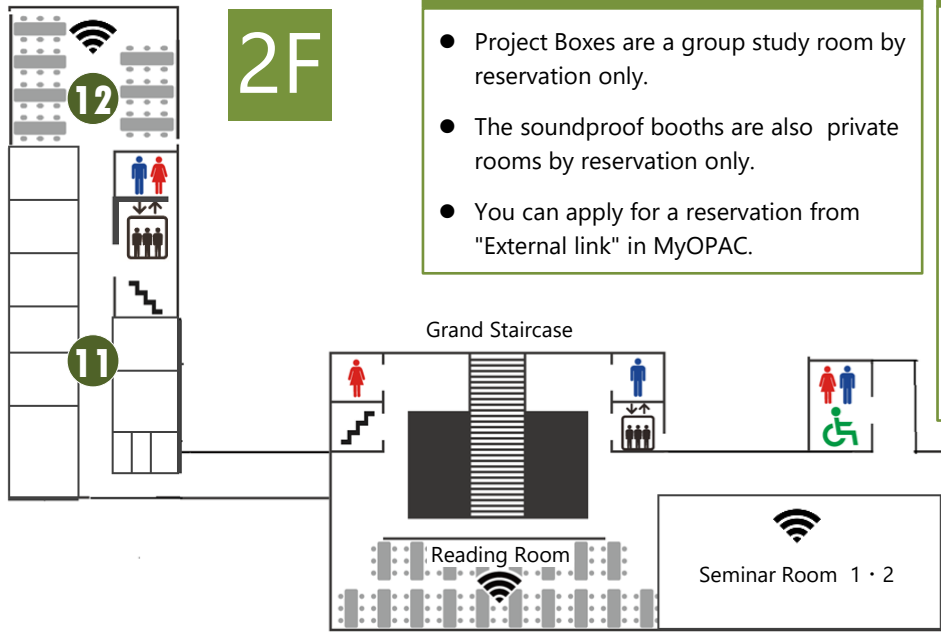 2F
● Project Boxes are a group study room by
reservation only.
● The soundproof booths are also private
rooms by reservation only.
● You can apply for a reservation from
"External link" in MyOPAC.
12
11
Grand Staircase
Reading Room
Seminar Room 1・2